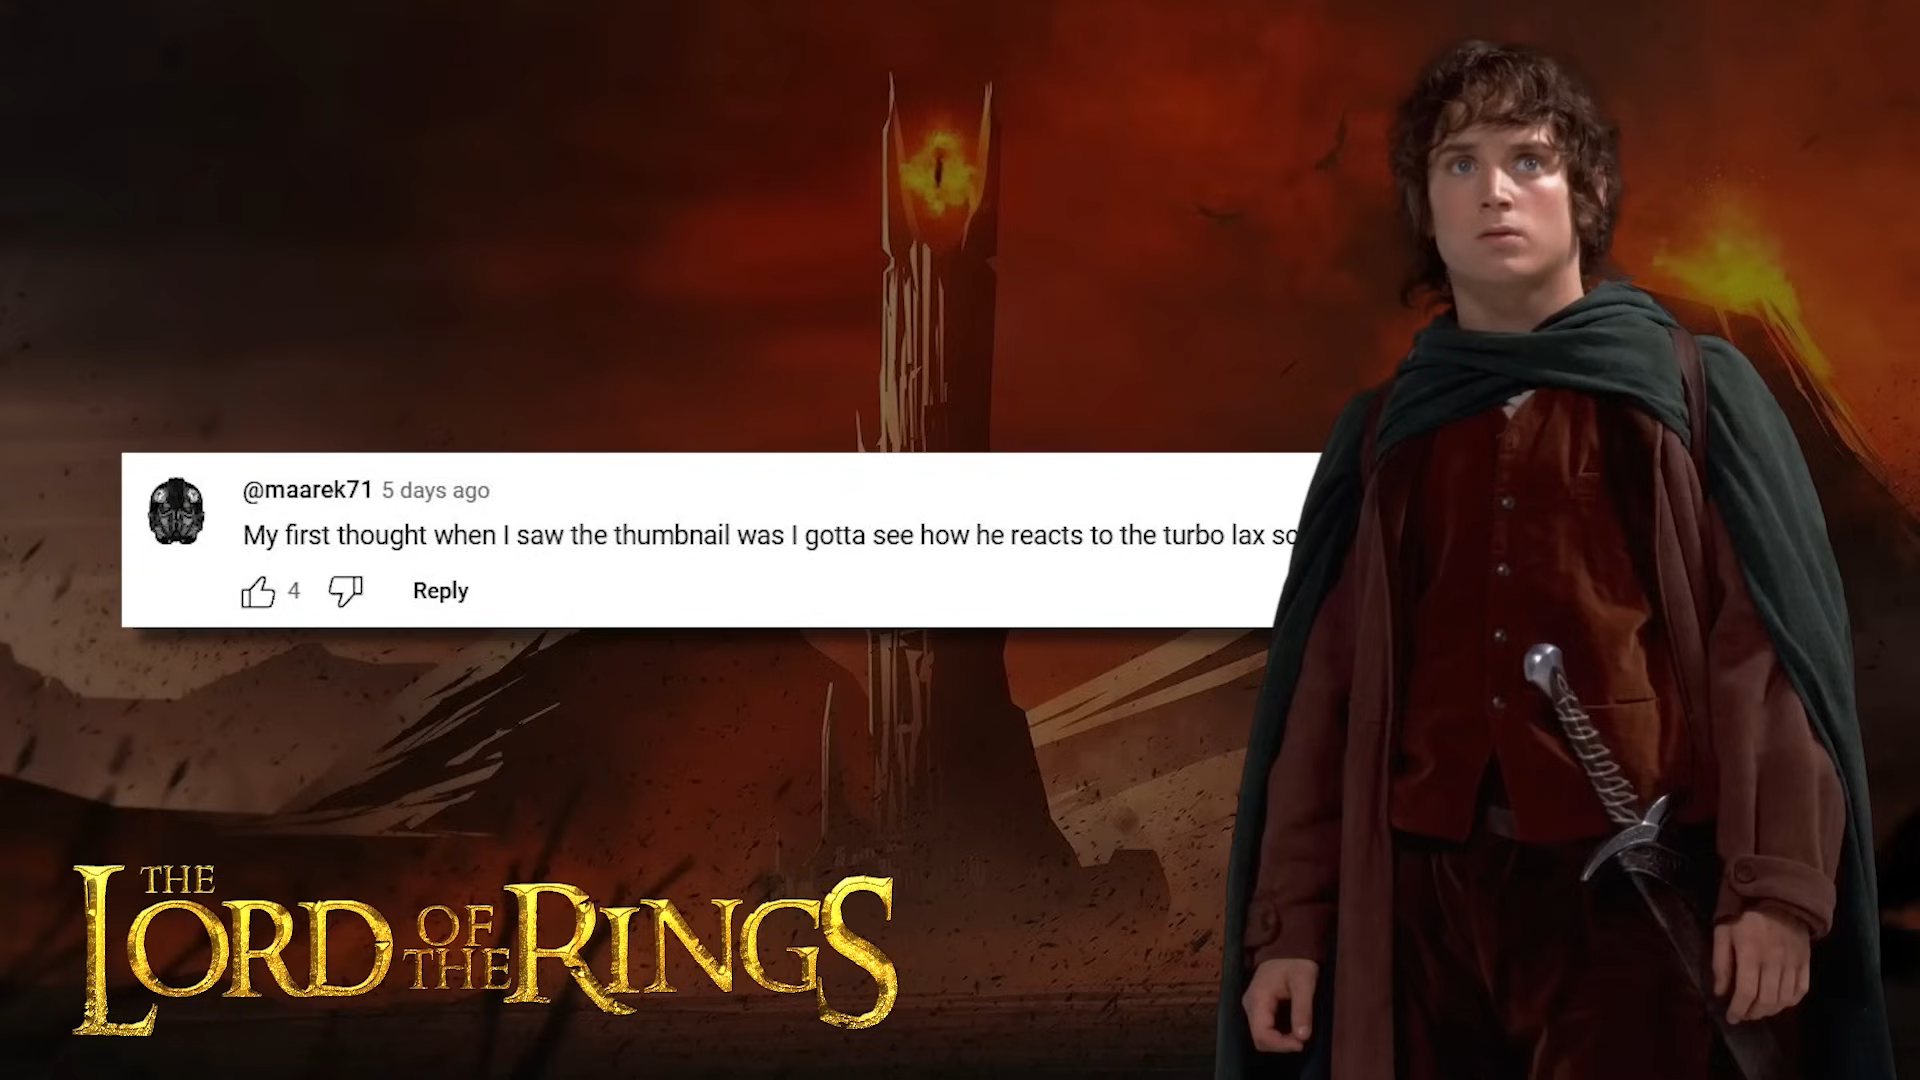 @maarek71 5 days ago
My first thought when I saw the thumbnail was I gotta see how he reacts to the turbo lax
4
Reply
THE
LORD OF THE RINGS